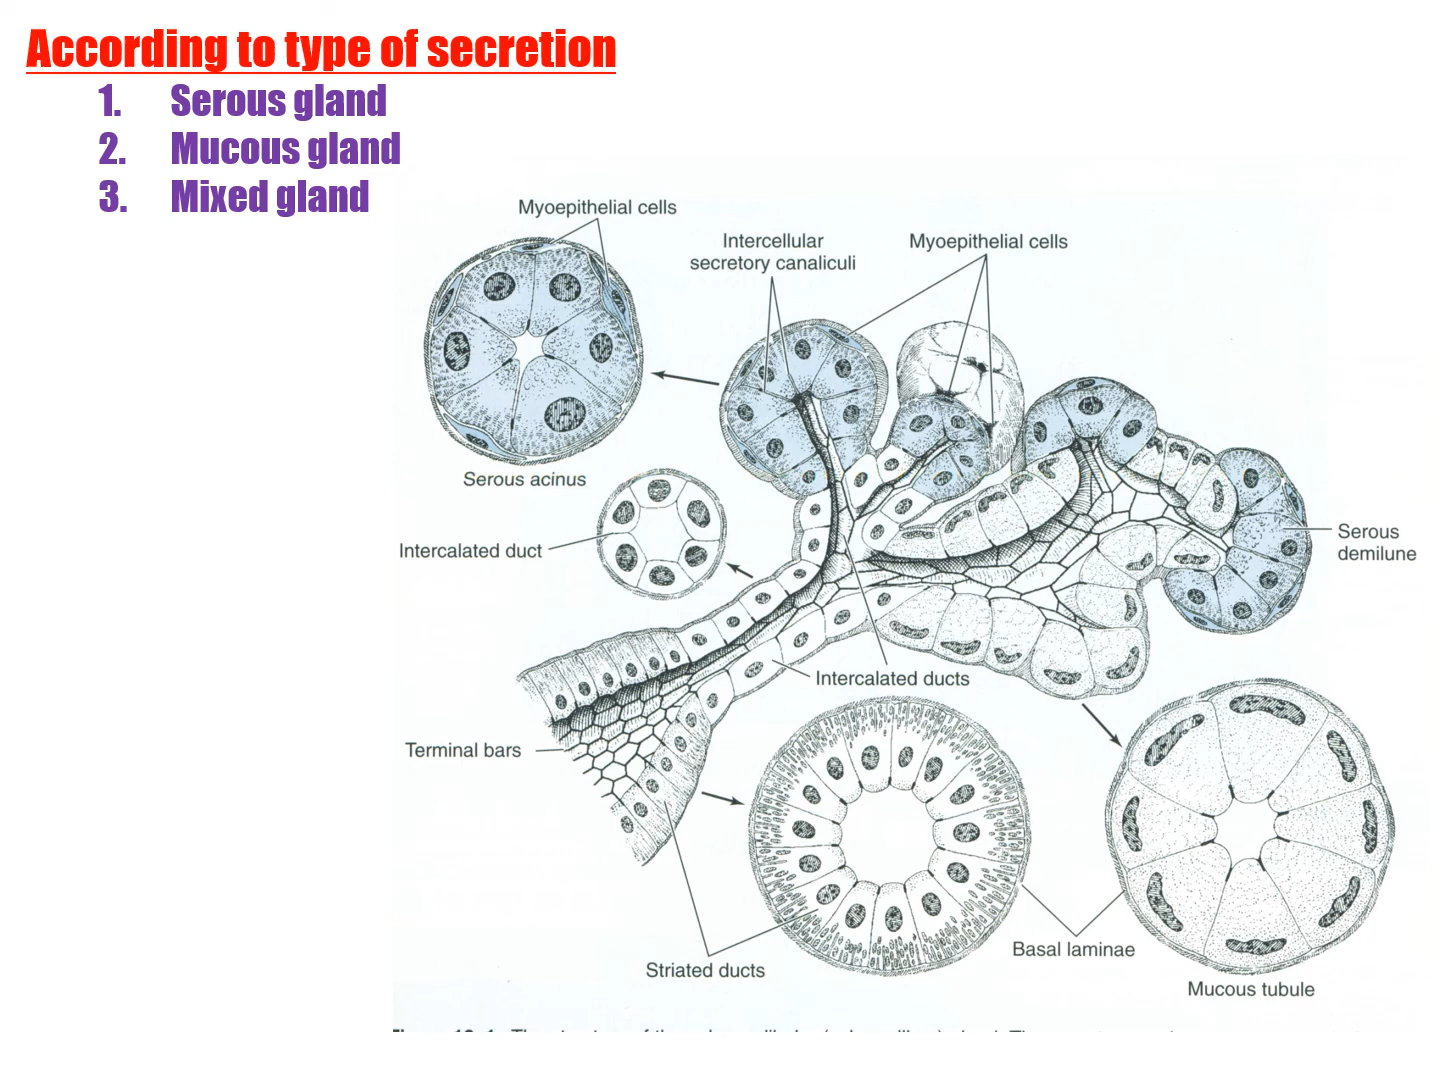 According to type of secretion
1. Serous gland
2. Mucous gland
3. Mixed gland
Myoepithelial cells
Intercellular
secretory canaliculi
Myoepithelial cells
Serous acinus
Intercalated duct
Serous
demilune
Intercalated ducts
Terminal bars
Basal laminae
Striated ducts
Mucous tubule